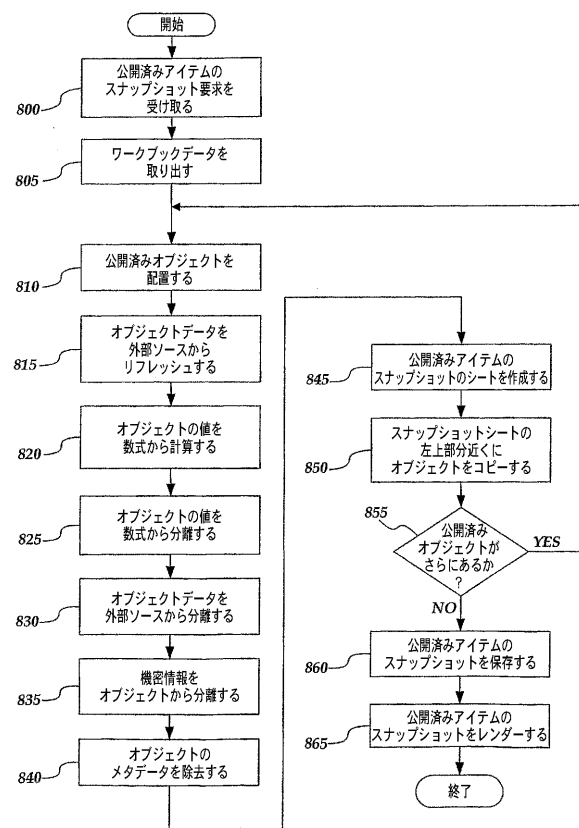 開始
公開済みアイテムの
スナップショット要求を
受け取る
800
ワークブックデータを
取り出す
805
公開済みオブジェクトを
配置する
810
オブジェクトデータを
外部ソースから
リフレッシュする
815
オブジェクトの値を
数式から計算する
820
オブジェクトの値を
数式から分離する
825
オブジェクトデータを
外部ソースから分離する
830
機密情報を
オブジェクトから分離する
835
オブジェクトの
メタデータを除去する
840
公開済みアイテムの
スナップショットのシートを作成する
845
スナップショットシートの
左上部分近くに
オブジェクトをコピーする
850
855
公開済み
オブジェクトが
さらにあるか
?
YES
NO
公開済みアイテムの
スナップショットを保存する
860
公開済みアイテムの
スナップショットをレンダーする
865
終了